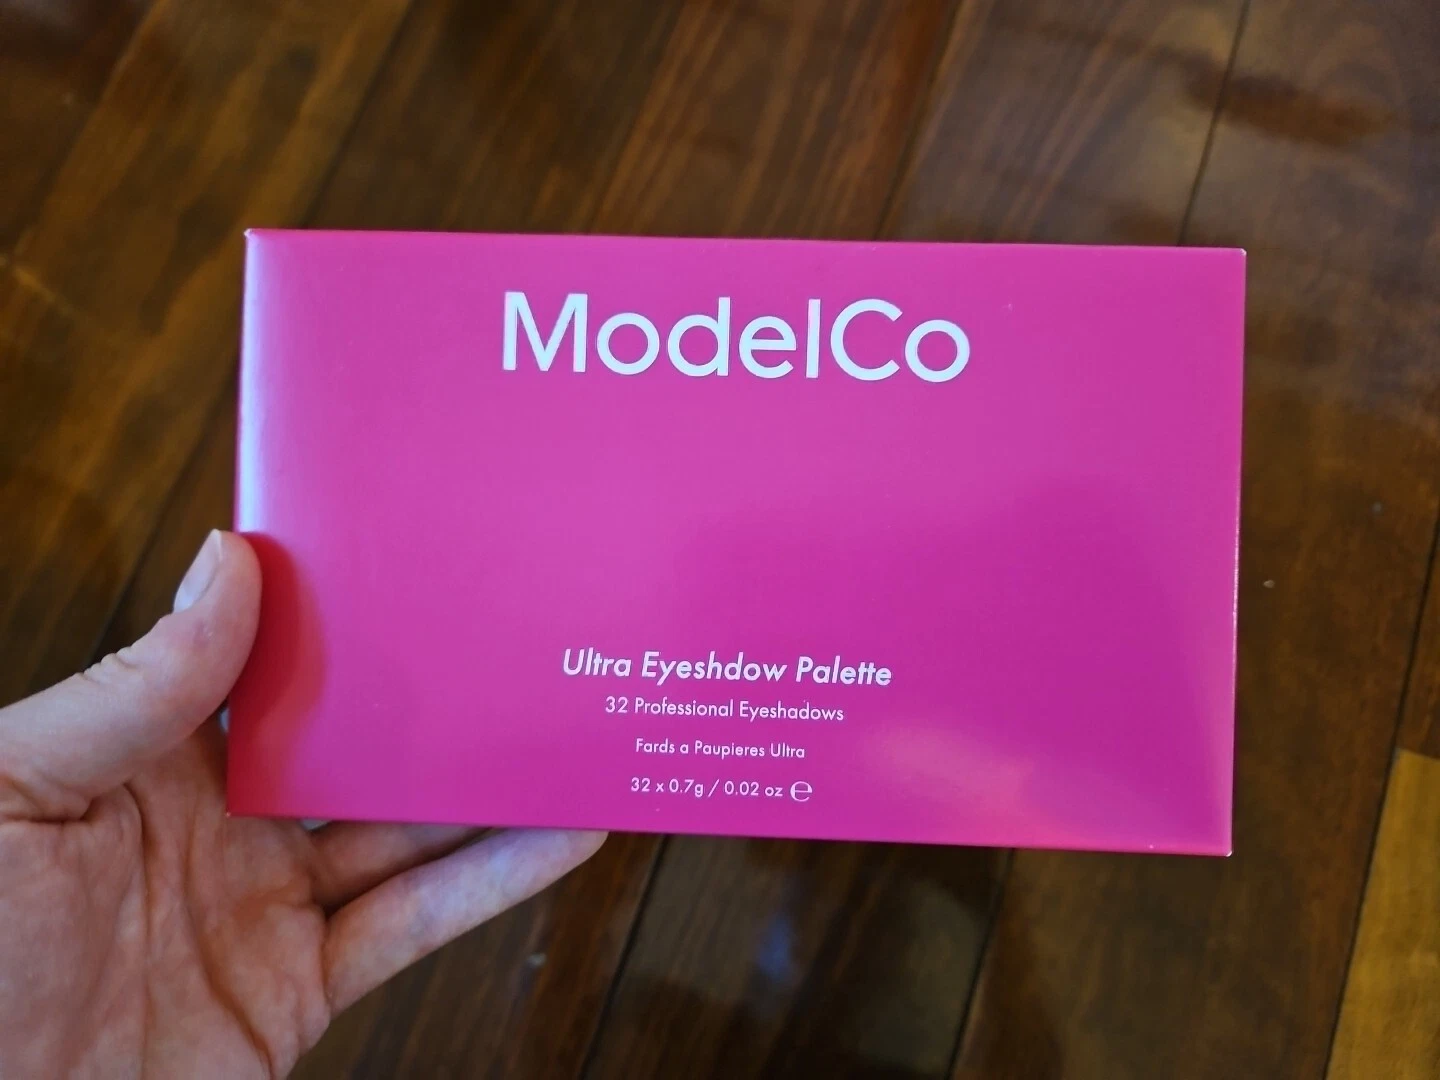 ModelCo
Ultra Eyeshdow Palette
32 Professional Eyeshadows
Fards a Paupieres Ultra
32 x 0.7g / 0.02 oz ℮